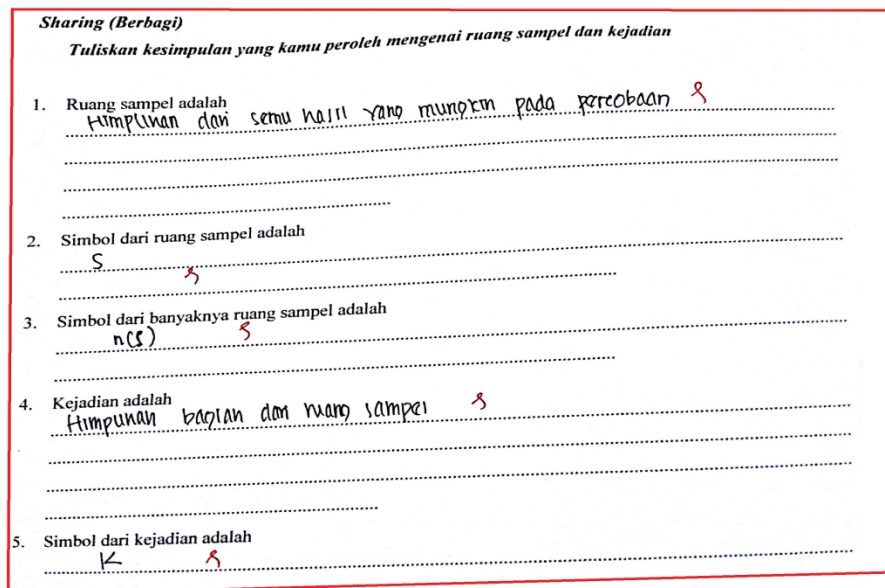 Sharing (Berbagi)
Tuliskan kesimpulan yang kamu peroleh mengenai ruang sampel dan kejadian
1. Ruang sampel adalah
Himpunan dari semu hasil yang mungkin pada percobaan
2. Simbol dari ruang sampel adalah
S
3. Simbol dari banyaknya ruang sampel adalah
n(S)
4. Kejadian adalah
Himpunan bagian dari ruang sampel
5. Simbol dari kejadian adalah
K